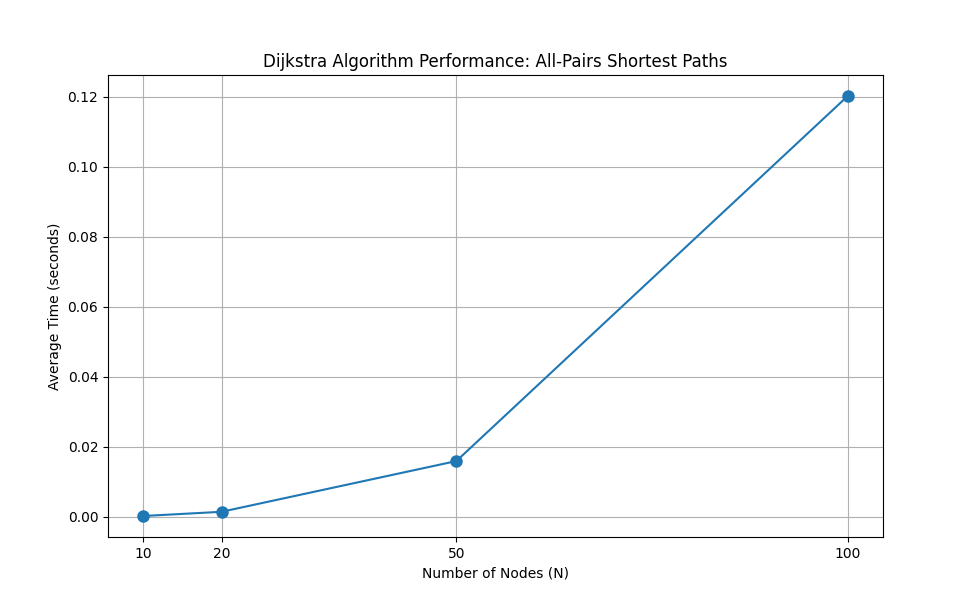 Dijkstra Algorithm Performance: All-Pairs Shortest Paths
0.12
0.10
0.08
0.06
0.04
0.02
0.00
Average Time (seconds)
10 20 50 100
Number of Nodes (N)